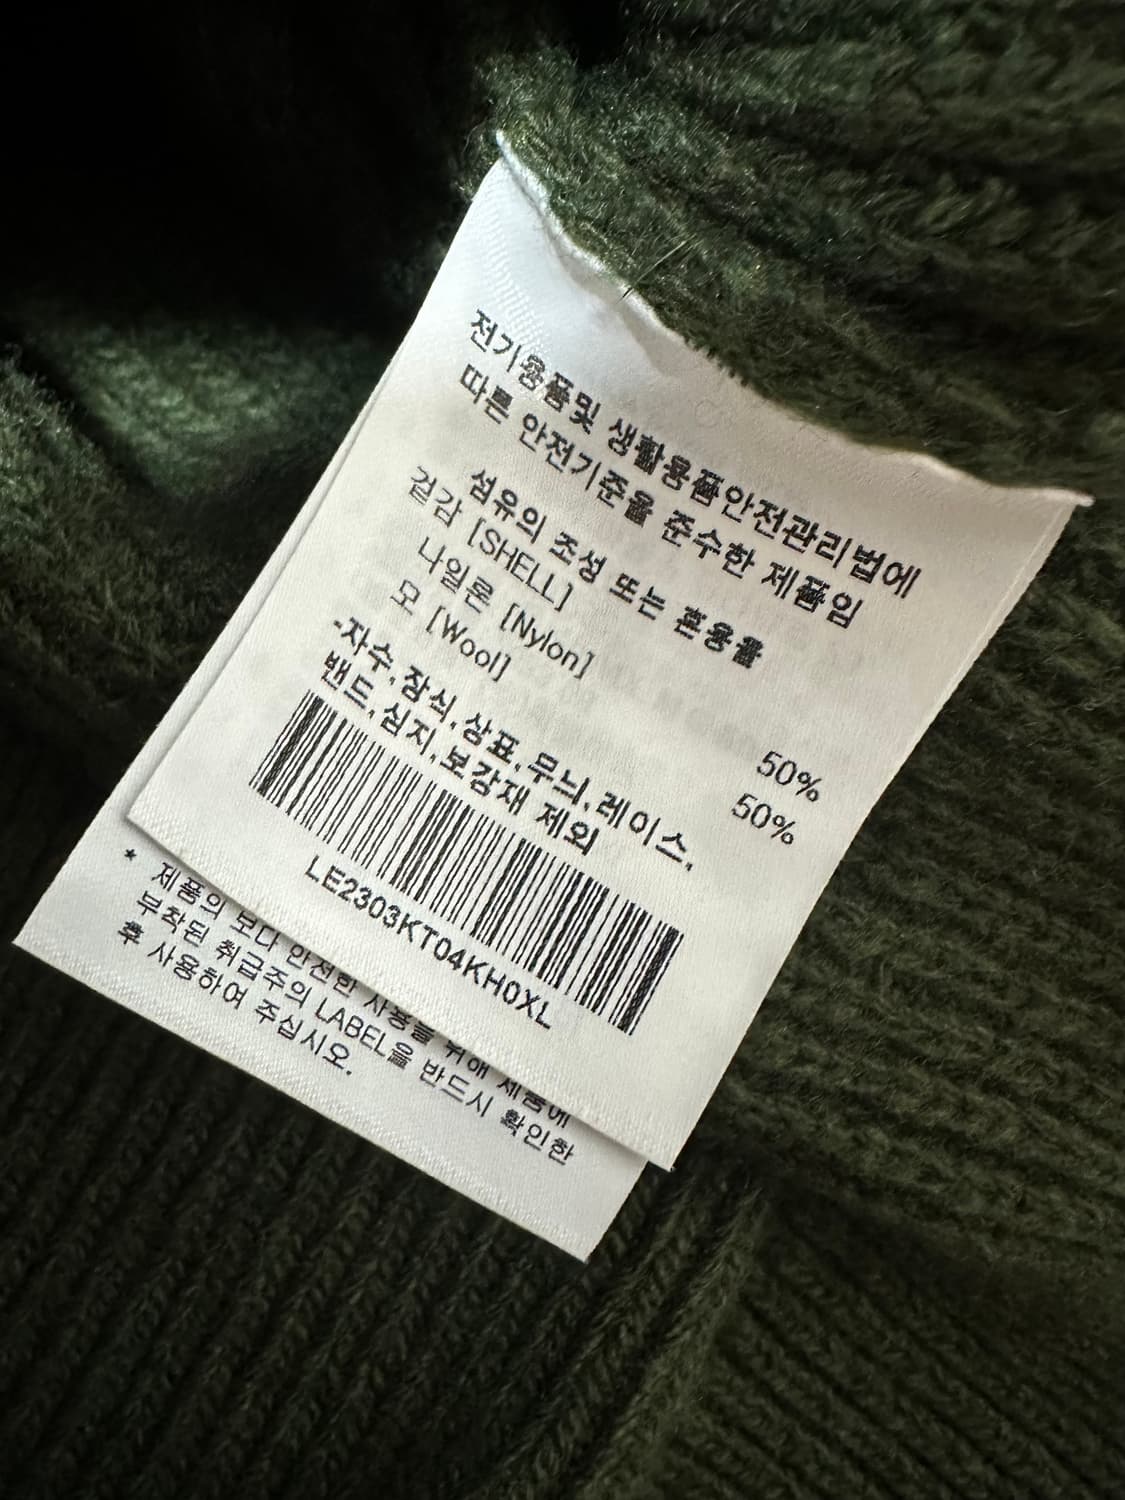 전기용품및 생활용품안전관리법에
따른 안전기준을 준수한 제품임
섬유의 조성 또는 혼용율
겉감 [SHELL]
나일론 [Nylon] 50%
모 [Wool] 50%
-자수,장식,상표,무늬,레이스,
밴드,심지,보강재 제외
LE2303KT04KH0XL
* 제품의 보다 안전한 사용을 위해 제품에
부착된 취급주의 LABEL을 반드시 확인한
후 사용하여 주십시오.